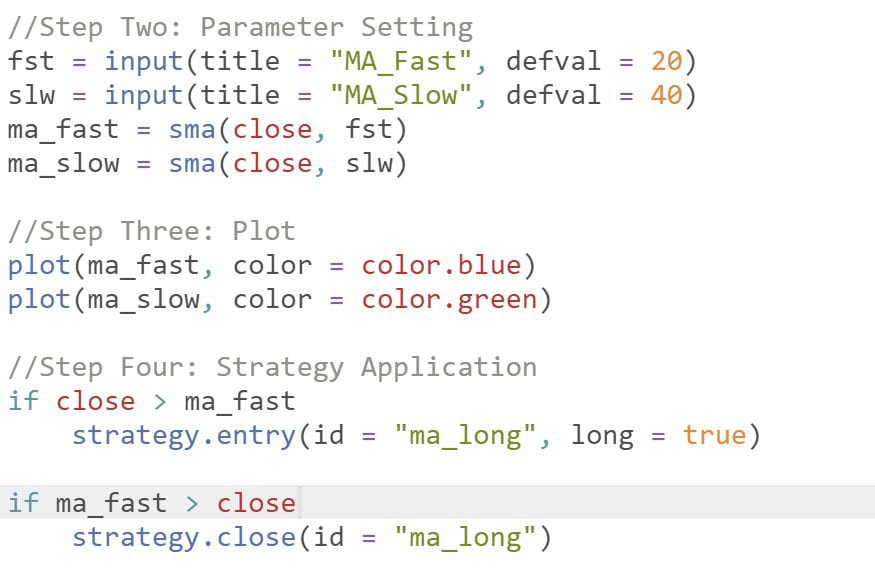 //Step Two: Parameter Setting
fst = input(title = "MA_Fast", defval = 20)
slw = input(title = "MA_Slow", defval = 40)
ma_fast = sma(close, fst)
ma_slow = sma(close, slw)
//Step Three: Plot
plot(ma_fast, color = color.blue)
plot(ma_slow, color = color.green)
//Step Four: Strategy Application
if close > ma_fast
    strategy.entry(id = "ma_long", long = true)
if ma_fast > close
    strategy.close(id = "ma_long")